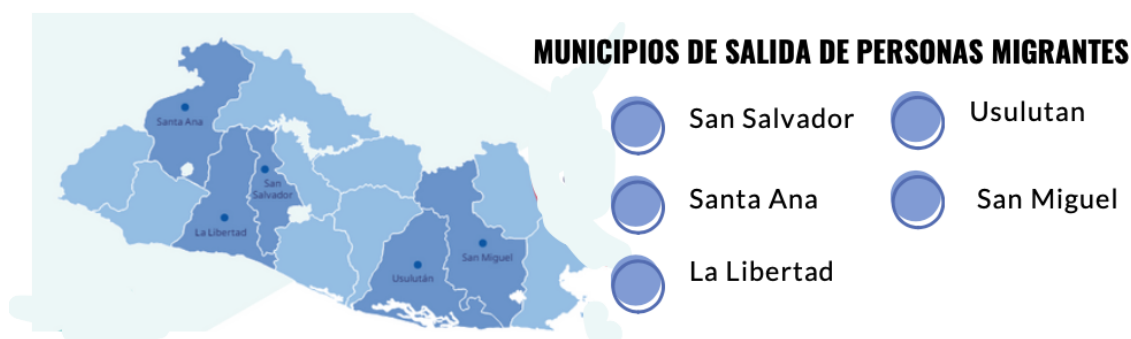 MUNICIPIOS DE SALIDA DE PERSONAS MIGRANTES
San Salvador
Usulutan
Santa Ana
San Miguel
La Libertad
Santa Ana
San
Salvador
La Libertad
San Miguel
Usulután